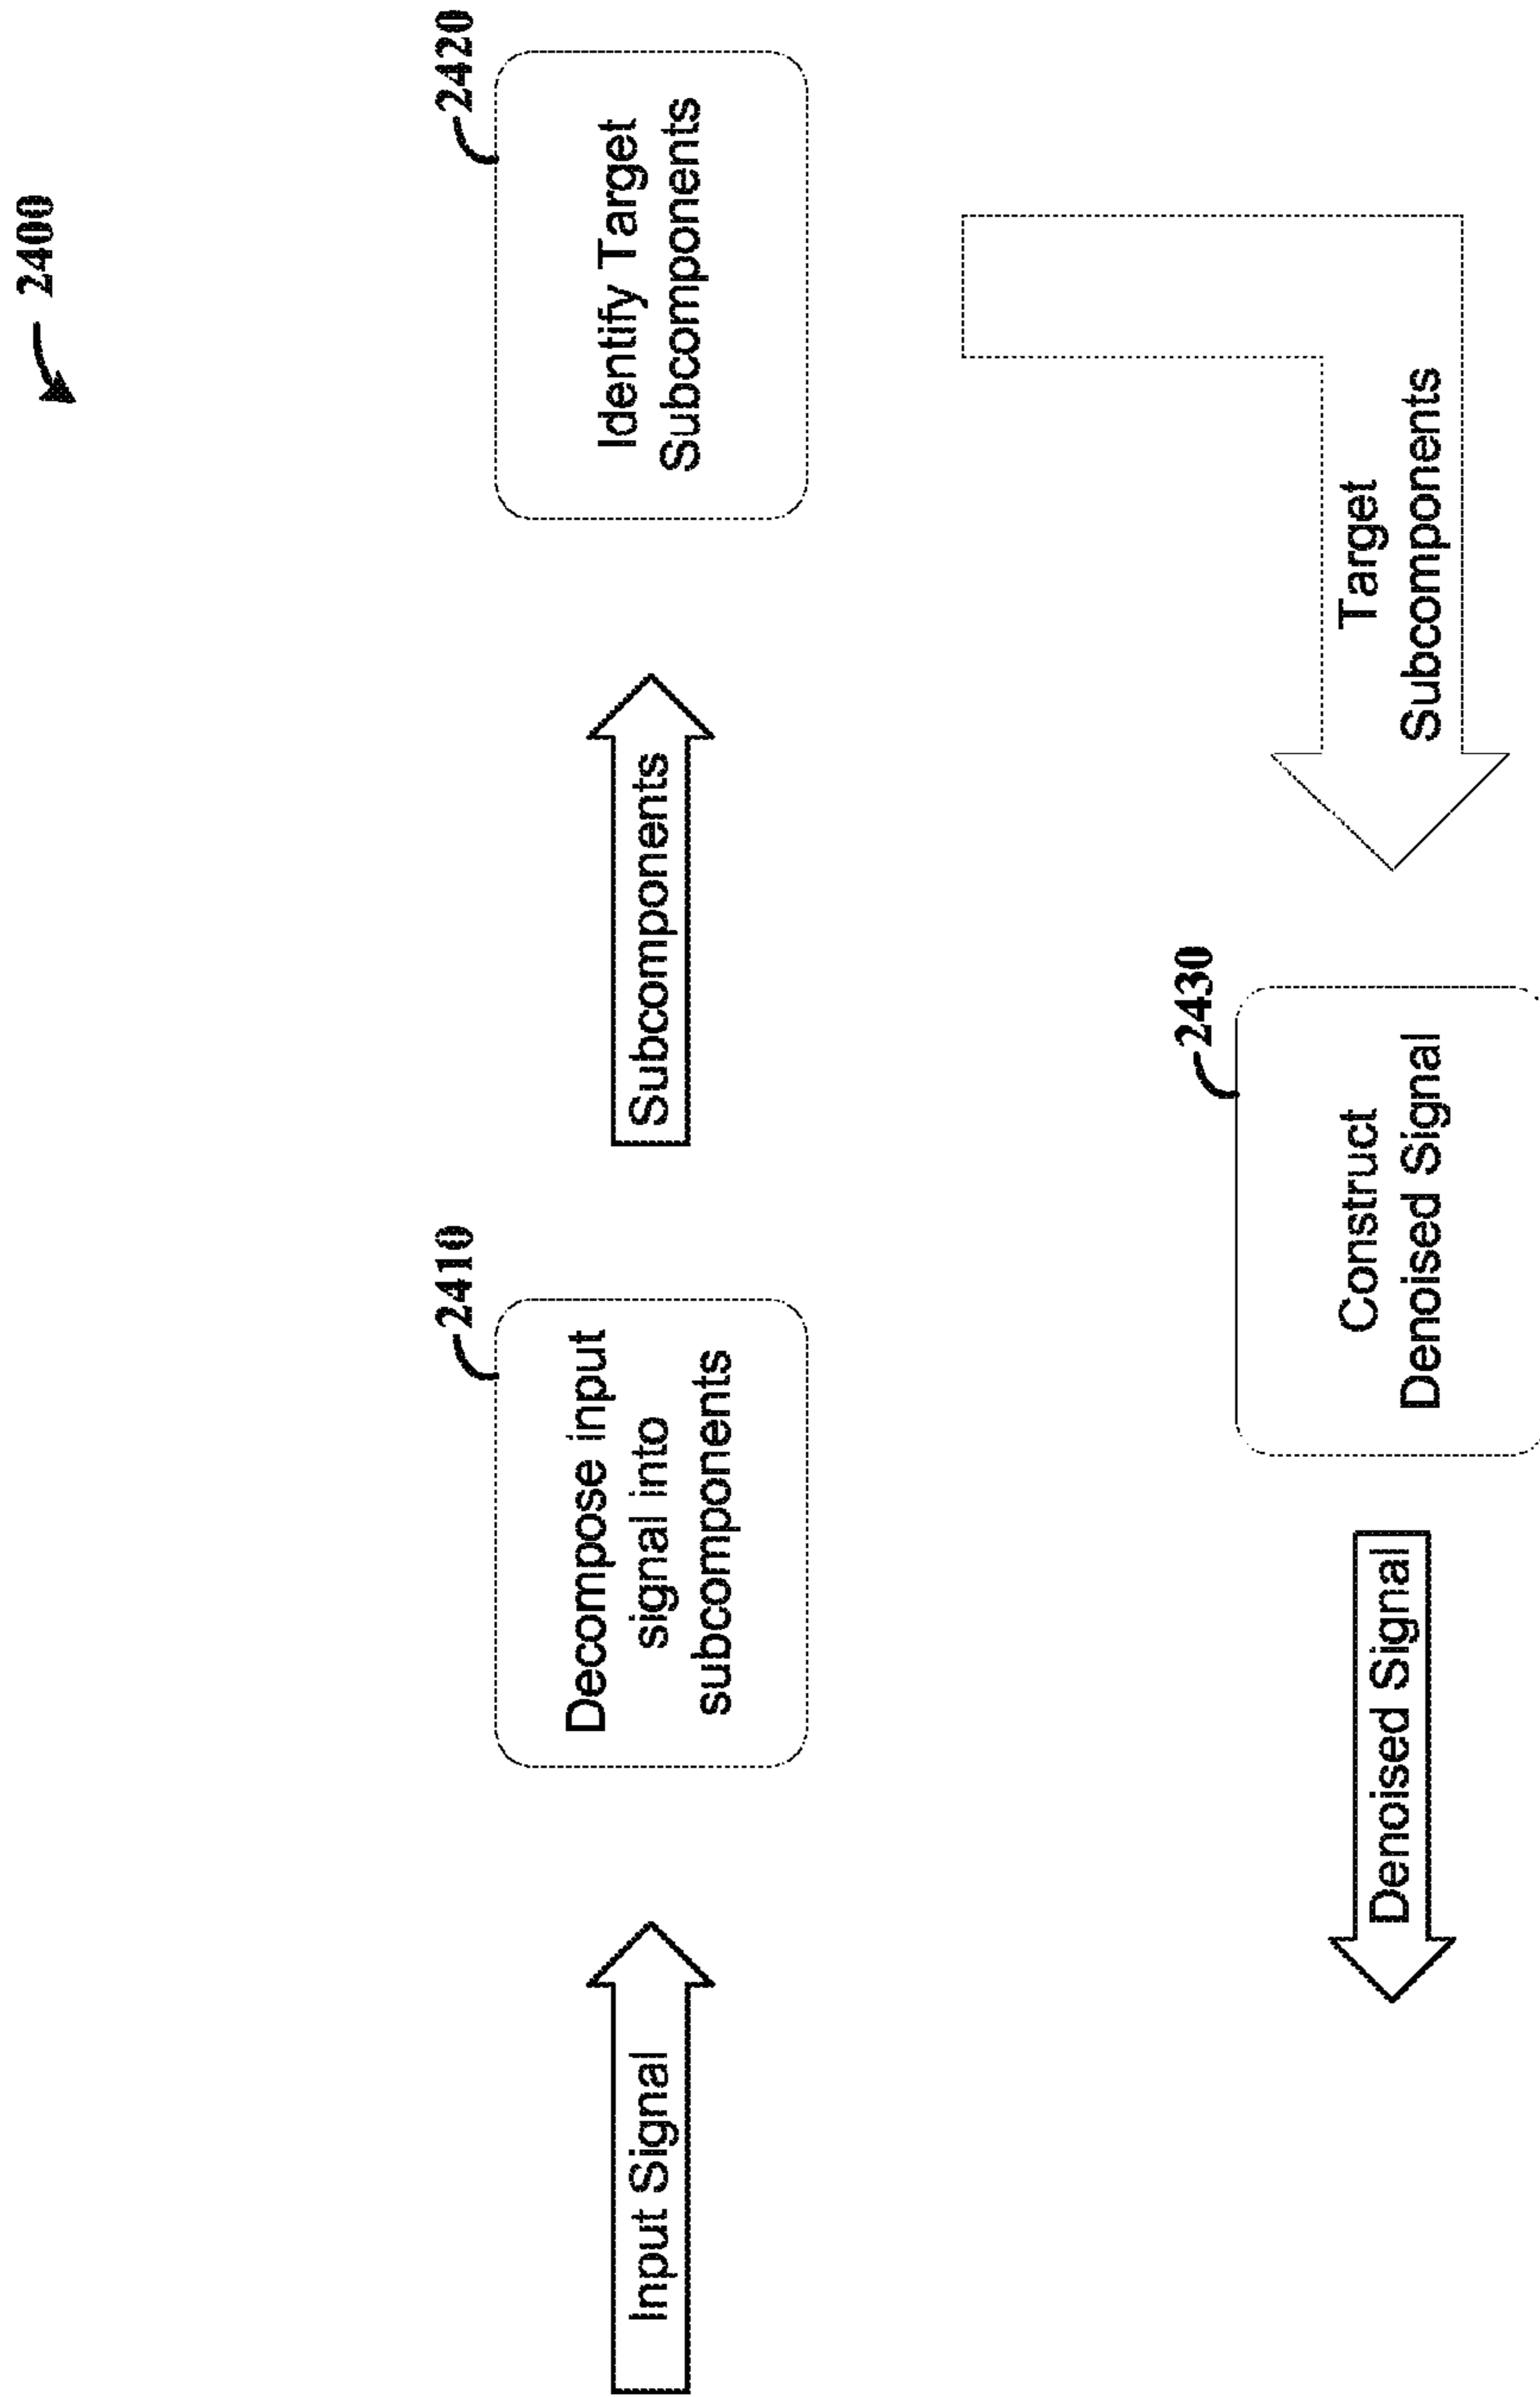 2400
2410
2420
Input Signal
Decompose input
signal into
subcomponents
Subcomponents
Identify Target
Subcomponents
2430
Denoised Signal
Construct
Denoised Signal
Target
Subcomponents